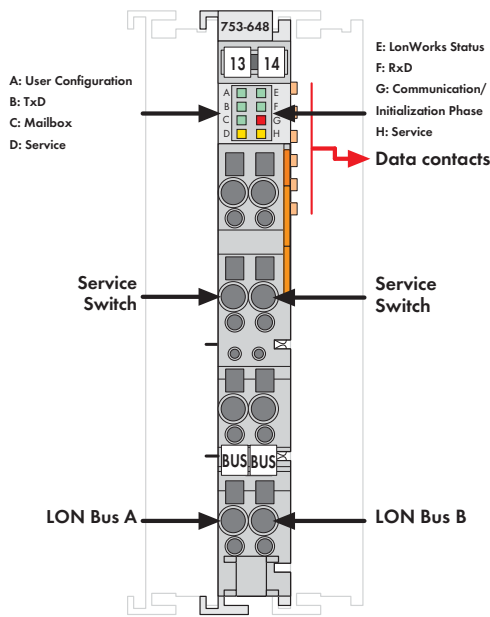 753-648
13 14
A: User Configuration
B: TxD
C: Mailbox
D: Service
A E
B F
C G
D H
E: LonWorks Status
F: RxD
G: Communication/
Initialization Phase
H: Service
Data contacts
Service
Switch
Service
Switch
BUS BUS
LON Bus A
LON Bus B